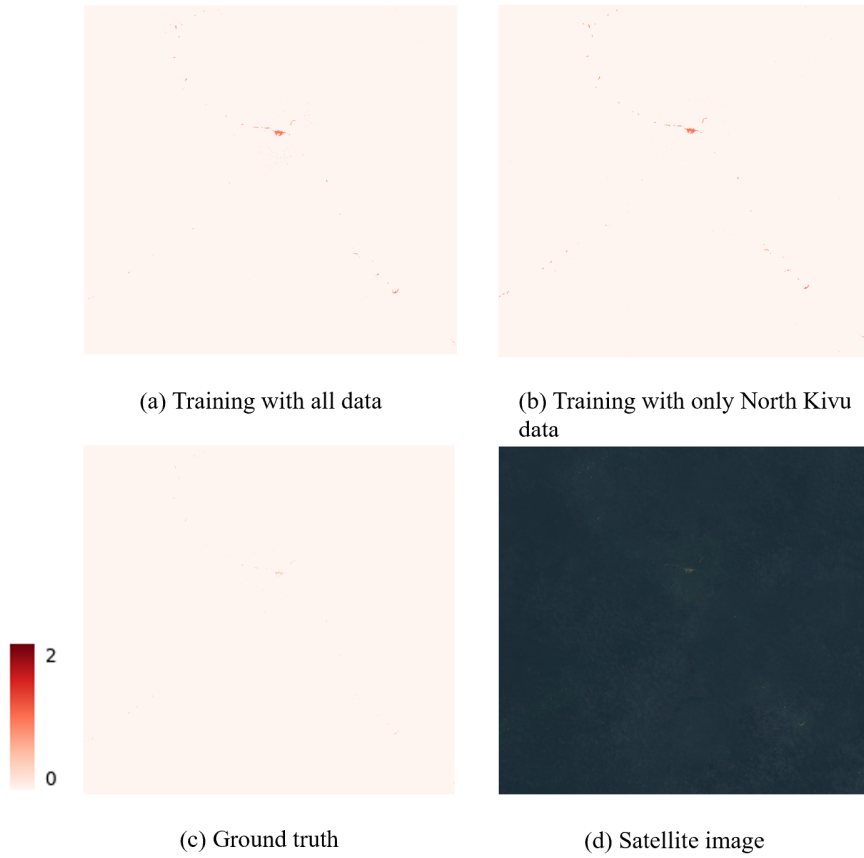 (a) Training with all data
(b) Training with only North Kivu
data
2
0
(c) Ground truth
(d) Satellite image